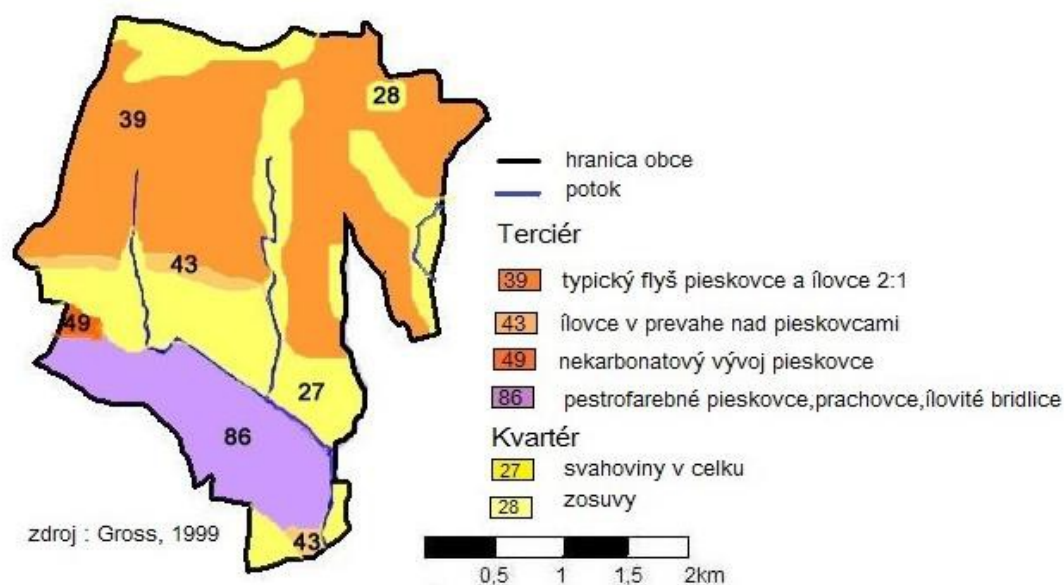 28
39
43
49
27
86
43
hranica obce
potok
Terciér
39 typický flyš pieskovce a ílovce 2:1
43 ílovce v prevahe nad pieskovcami
49 nekarbonatový vývoj pieskovce
86 pestrofarebné pieskovce,prachovce,ílovité bridlice
Kvartér
27 svahoviny v celku
28 zosuvy
zdroj : Gross, 1999
0,5 1 1,5 2km